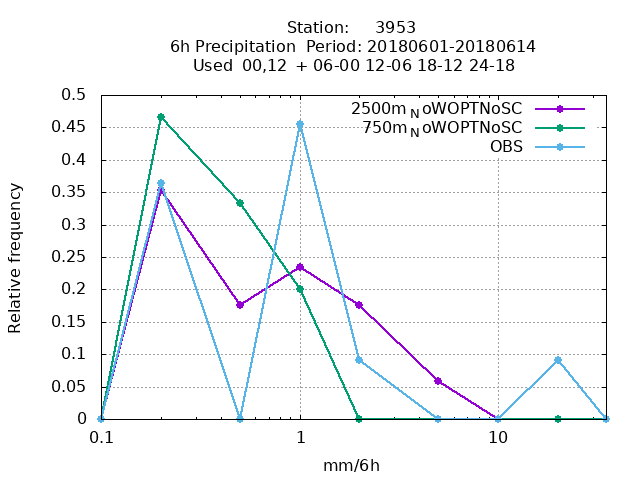 Station:     3953
6h Precipitation  Period: 20180601-20180614
Used  00,12  + 06-00 12-06 18-12 24-18
2500m_NoWOPTNoSC
750m_NoWOPTNoSC
OBS
0.5
0.45
0.4
0.35
0.3
0.25
0.2
0.15
0.1
0.05
0
Relative frequency
0.1 1 10
mm/6h